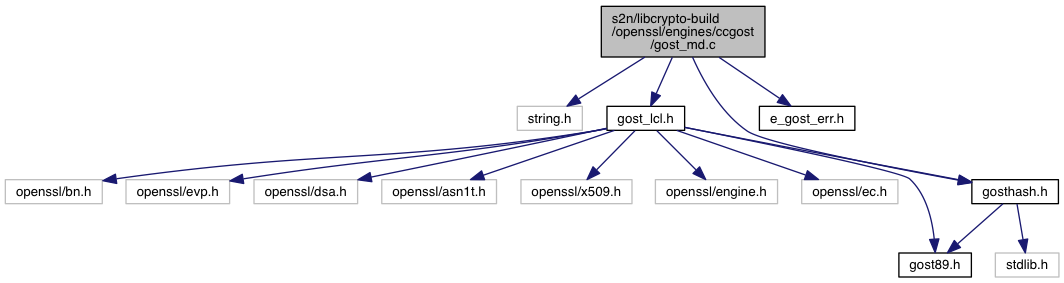 s2n/libcrypto-build
/openssl/engines/ccgost
/gost_md.c
string.h
gost_lcl.h
e_gost_err.h
openssl/bn.h
openssl/evp.h
openssl/dsa.h
openssl/asn1t.h
openssl/x509.h
openssl/engine.h
openssl/ec.h
gosthash.h
gost89.h
stdlib.h